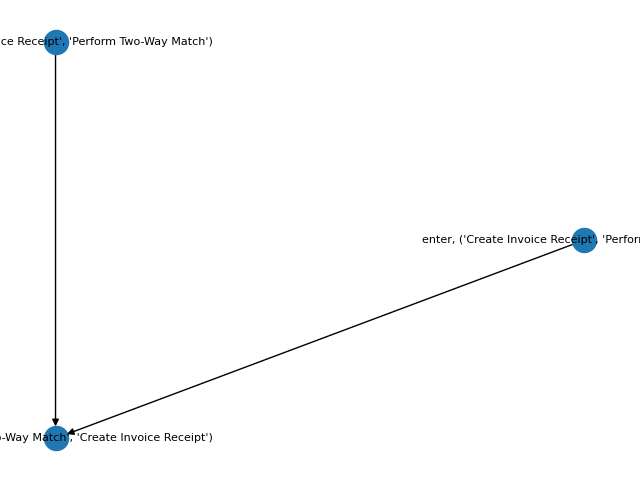 ce Receipt', 'Perform Two-Way Match')
enter, ('Create Invoice Receipt', 'Perfor
o-Way Match', 'Create Invoice Receipt')